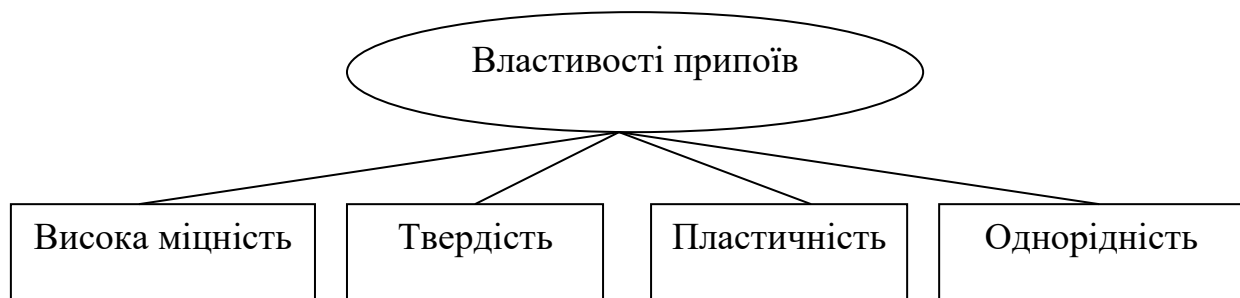 Властивості припоїв
Висока міцність
Твердість
Пластичність
Однорідність